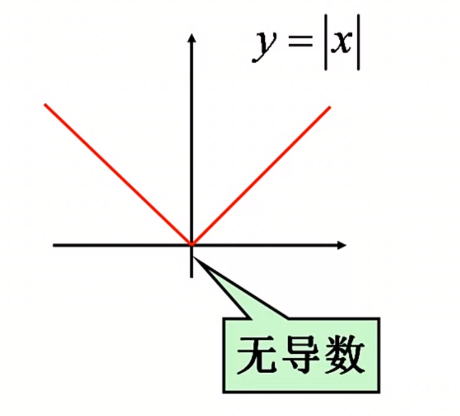 y = |x|
无导数